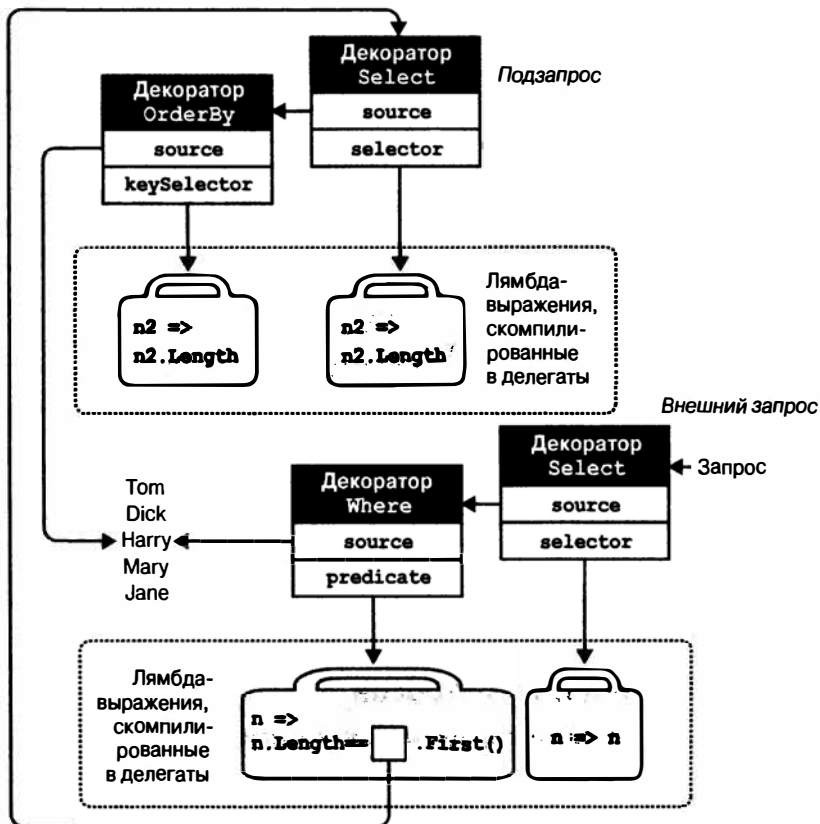 Декоратор
Select
Подзапрос
Декоратор
OrderBy
source
source
selector
keySelector
n2 =>
n2.Length
n2 =>
n2.Length
Лямбда-
выражения,
скомпили-
рованные
в делегаты
Внешний запрос
Декоратор
Select
Запрос
Декоратор
Where
source
selector
source
predicate
Tom
Dick
Harry
Mary
Jane
Лямбда-
выражения,
скомпили-
рованные
в делегаты
n =>
n.Length== .First()
n => n